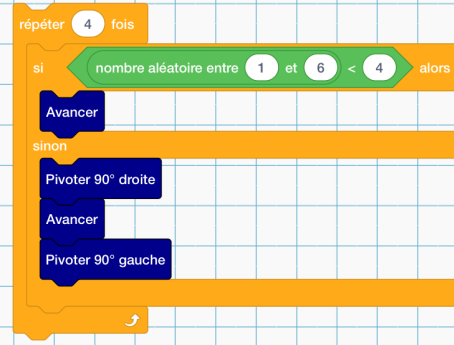 répéter 4 fois
si nombre aléatoire entre 1 et 6 < 4 alors
Avancer
sinon
Pivoter 90° droite
Avancer
Pivoter 90° gauche